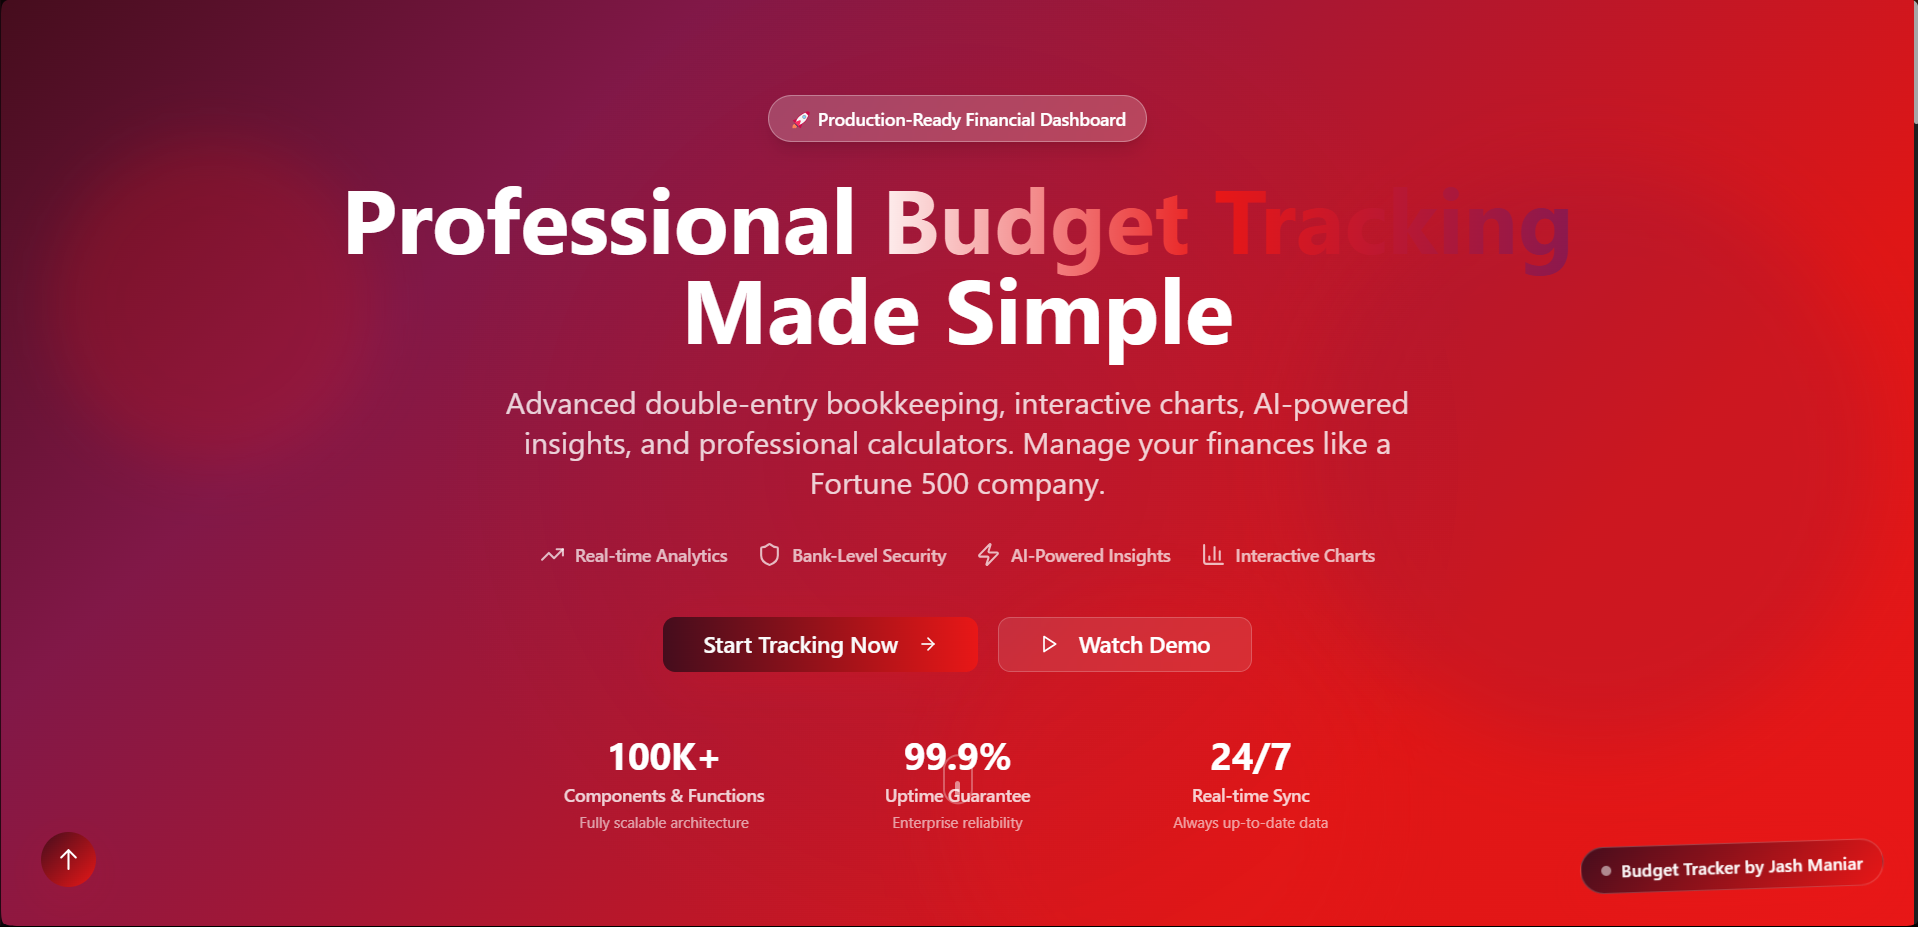 🚀 Production-Ready Financial Dashboard
Professional Budget Tracking
Made Simple
Advanced double-entry bookkeeping, interactive charts, AI-powered
insights, and professional calculators. Manage your finances like a
Fortune 500 company.
Real-time Analytics
Bank-Level Security
AI-Powered Insights
Interactive Charts
Start Tracking Now →
Watch Demo
100K+
Components & Functions
Fully scalable architecture
99.9%
Uptime Guarantee
Enterprise reliability
24/7
Real-time Sync
Always up-to-date data
Budget Tracker by Jash Maniar